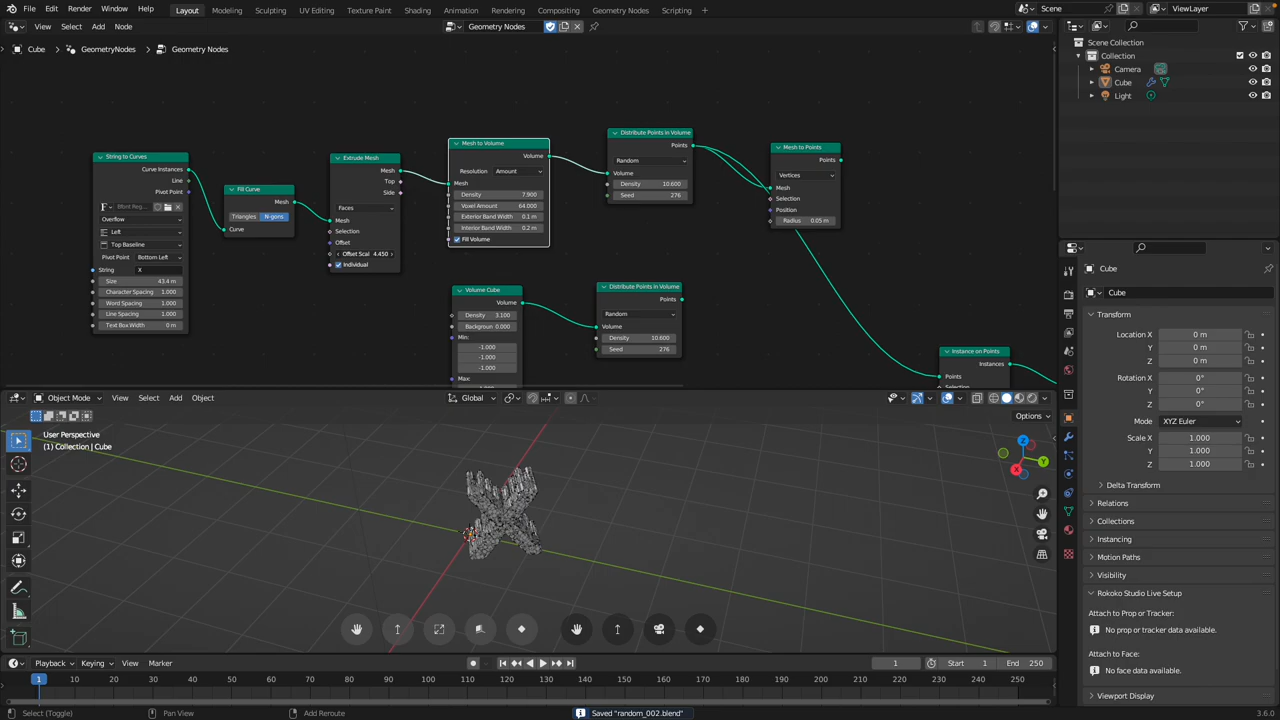 File Edit Render Window Help Layout Modeling Sculpting UV Editing Texture Paint Shading Animation Rendering Compositing Geometry Nodes Scripting Scene ViewLayer
View Select Add Node Geometry Nodes
Cube GeometryNodes Geometry Nodes
Scene Collection
Collection
Camera
Cube
Light
String to Curves
Curve Instances
Line
Pivot Point
Bfont Reg...
Overflow
Left
Top Baseline
Pivot Point Bottom Left
String X
Size 43.4 m
Character Spacing 1.000
Word Spacing 1.000
Line Spacing 1.000
Text Box Width 0 m
Fill Curve
Mesh
Triangles N-gons
Curve
Extrude Mesh
Mesh
Top
Side
Faces
Mesh
Selection
Offset
Offset Scal 4.450
Individual
Mesh to Volume
Volume
Resolution Amount
Mesh
Density 7.900
Voxel Amount 64.000
Exterior Band Width 0.1 m
Interior Band Width 0.2 m
Fill Volume
Distribute Points in Volume
Points
Random
Volume
Density 10.600
Seed 276
Mesh to Points
Points
Vertices
Mesh
Selection
Position
Radius 0.05 m
Volume Cube
Volume
Density 3.100
Backgroun 0.000
Min:
-1.000
-1.000
-1.000
Max:
Distribute Points in Volume
Points
Random
Volume
Density 10.600
Seed 276
Instance on Points
Instances
Points
Selection
Cube
Cube
Transform
Location X 0 m
Y 0 m
Z 0 m
Rotation X 0°
Y 0°
Z 0°
Mode XYZ Euler
Scale X 1.000
Y 1.000
Z 1.000
Delta Transform
Relations
Collections
Instancing
Motion Paths
Visibility
Rokoko Studio Live Setup
Attach to Prop or Tracker:
No prop or tracker data available.
Attach to Face:
No face data available.
Viewport Display
Object Mode View Select Add Object Global
Options
User Perspective
(1) Collection | Cube
X Y Z
Playback Keying View Marker 1 Start 1 End 250
1 10 20 30 40 50 60 70 80 90 100 110 120 130 140 150 160 170 180 190 200 210 220 230 240 250
Select (Toggle) Pan View Add Reroute Saved "random_002.blend" 3.6.0